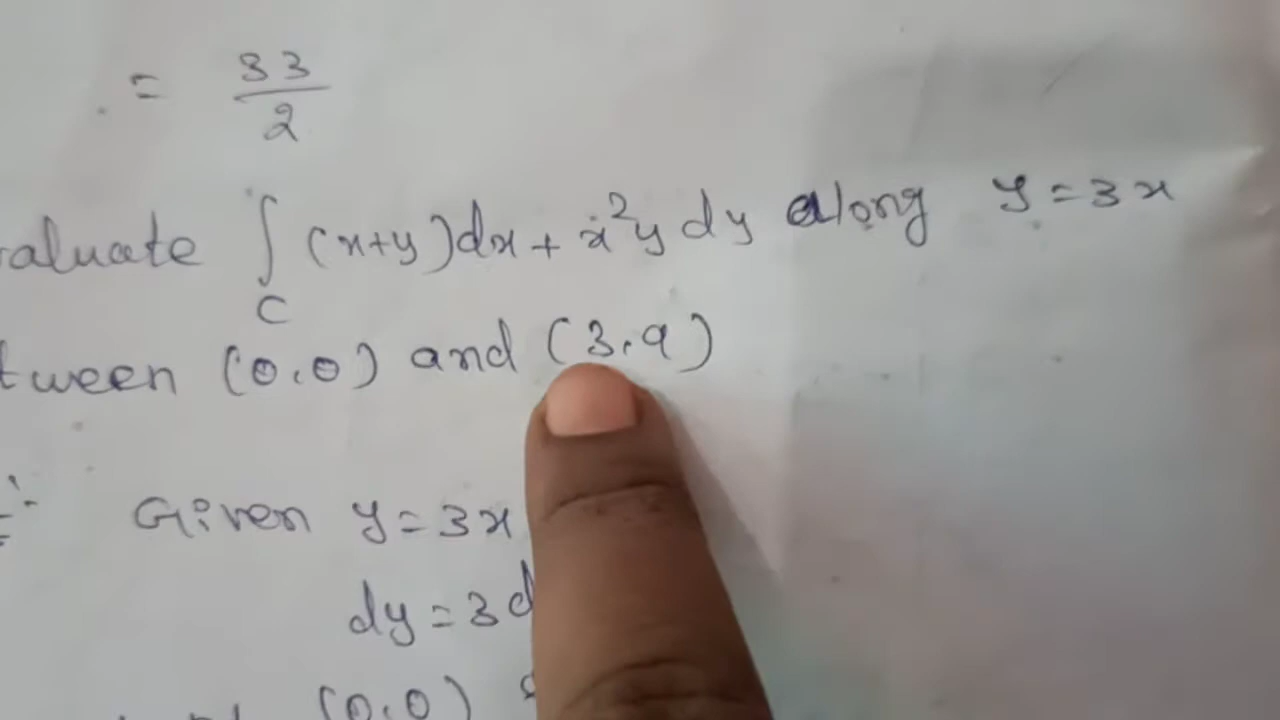 = 33/2
valuate ∫_C (x+y)dx + x²y dy along y=3x
tween (0,0) and (3,9)
Given y=3x
dy=3d
(0,0)